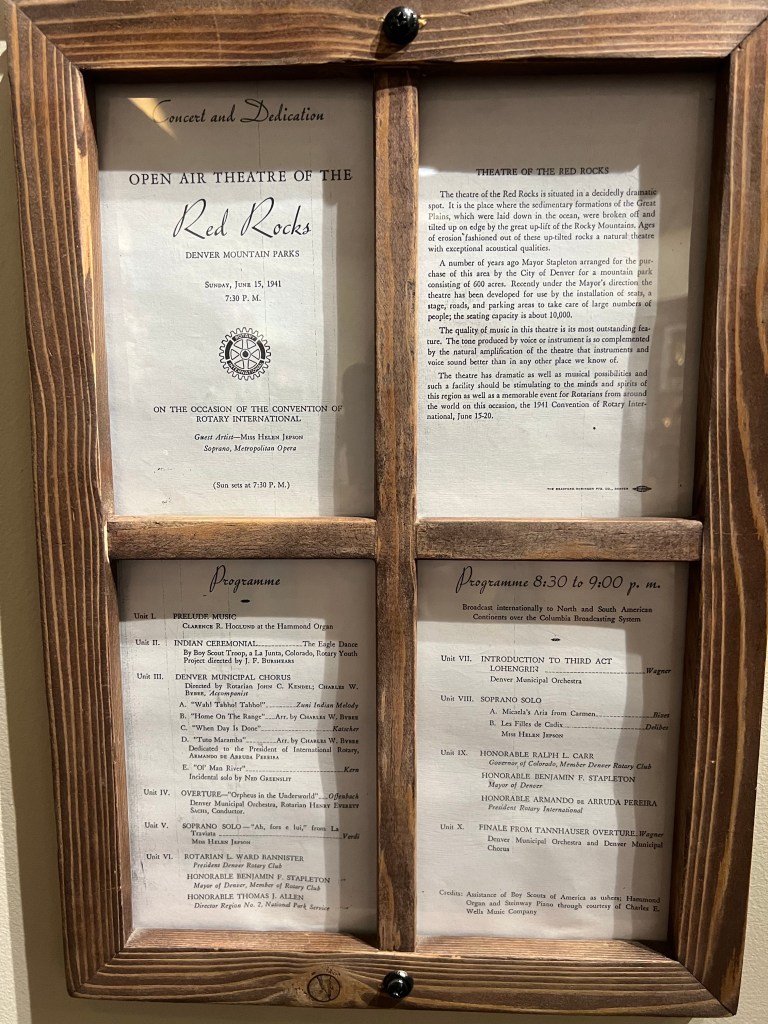 Concert and Dedication
OPEN AIR THEATRE OF THE
Red Rocks
DENVER MOUNTAIN PARKS
SUNDAY, JUNE 15, 1941
7:30 P. M.
ROTARY
INTERNATIONAL
ON THE OCCASION OF THE CONVENTION OF
ROTARY INTERNATIONAL
Guest Artist—MISS HELEN JEPSON
Soprano, Metropolitan Opera
(Sun sets at 7:30 P. M.)
THEATRE OF THE RED ROCKS
The theatre of the Red Rocks is situated in a decidedly dramatic
spot. It is the place where the sedimentary formations of the Great
Plains, which were laid down in the ocean, were broken off and
tilted up on edge by the great up-lift of the Rocky Mountains. Ages
of erosion fashioned out of these up-tilted rocks a natural theatre
with exceptional acoustical qualities.
A number of years ago Mayor Stapleton arranged for the pur-
chase of this area by the City of Denver for a mountain park
consisting of 600 acres. Recently under the Mayor's direction the
theatre has been developed for use by the installation of seats, a
stage, roads, and parking areas to take care of large numbers of
people; the seating capacity is about 10,000.
The quality of music in this theatre is its most outstanding fea-
ture. The tone produced by voice or instrument is so complemented
by the natural amplification of the theatre that instruments and
voice sound better than in any other place we know of.
The theatre has dramatic as well as musical possibilities and
such a facility should be stimulating to the minds and spirits of
this region as well as a memorable event for Rotarians from around
the world on this occasion, the 1941 Convention of Rotary Inter-
national, June 15-20.
THE BRADFORD-ROBINSON PTG. CO., DENVER
Programme
Unit I. PRELUDE MUSIC
CLARENCE R. HOGLUND at the Hammond Organ
Unit II. INDIAN CEREMONIAL....................The Eagle Dance
By Boy Scout Troop, a La Junta, Colorado, Rotary Youth
Project directed by J. F. BURSHEARS
Unit III. DENVER MUNICIPAL CHORUS
Directed by Rotarian JOHN C. KENDEL; CHARLES W.
BYBEE, Accompanist
A. "Wah! Tahho! Tahho!"..........Zuni Indian Melody
B. "Home On The Range"....Arr. by CHARLES W. BYBEE
C. "When Day Is Done"....................Katscher
D. "Tuto Maramba"......Arr. by CHARLES W. BYBEE
Dedicated to the President of International Rotary,
ARMANDO DE ARRUDA PEREIRA
E. "Ol' Man River"....................Kern
Incidental solo by NED GREENSLIT
Unit IV. OVERTURE—"Orpheus in the Underworld"....Offenbach
Denver Municipal Orchestra, Rotarian HENRY EVERETT
SACHS, Conductor.
Unit V. SOPRANO SOLO—"Ah, fors e lui," from La
Traviata....................Verdi
MISS HELEN JEPSON
Unit VI. ROTARIAN L. WARD BANNISTER
President Denver Rotary Club
HONORABLE BENJAMIN F. STAPLETON
Mayor of Denver, Member of Rotary Club
HONORABLE THOMAS J. ALLEN
Director Region No. 2, National Park Service
Programme 8:30 to 9:00 p. m.
Broadcast internationally to North and South American
Continents over the Columbia Broadcasting System
Unit VII. INTRODUCTION TO THIRD ACT
LOHENGRIN....................Wagner
Denver Municipal Orchestra
Unit VIII. SOPRANO SOLO
A. Micaela's Aria from Carmen....................Bizet
B. Les Filles de Cadix....................Delibes
MISS HELEN JEPSON
Unit IX. HONORABLE RALPH L. CARR
Governor of Colorado, Member Denver Rotary Club
HONORABLE BENJAMIN F. STAPLETON
Mayor of Denver
HONORABLE ARMANDO DE ARRUDA PEREIRA
President Rotary International
Unit X. FINALE FROM TANNHAUSER OVERTURE..Wagner
Denver Municipal Orchestra and Denver Municipal
Chorus
Credits: Assistance of Boy Scouts of America as ushers; Hammond
Organ and Steinway Piano through courtesy of Charles E.
Wells Music Company